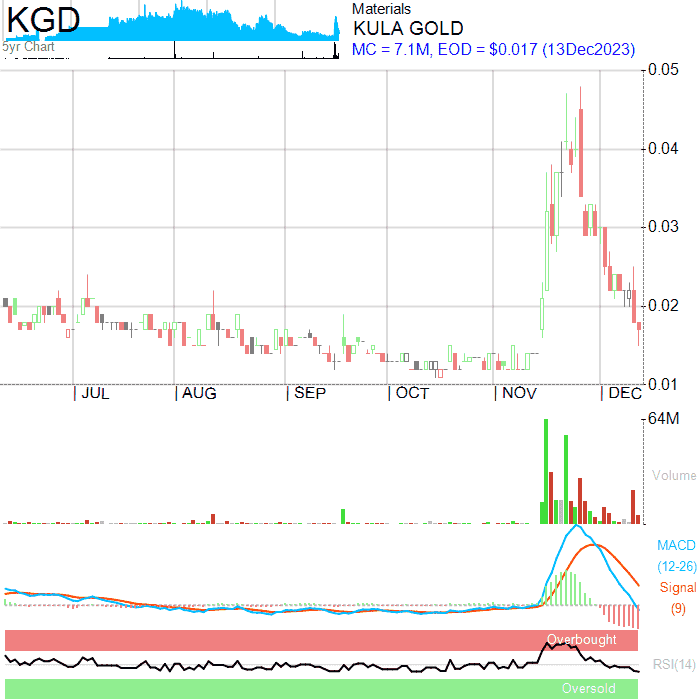 KGD
5yr Chart
Materials
KULA GOLD
MC = 7.1M, EOD = $0.017 (13Dec2023)
0.05
0.04
0.03
0.02
0.01
JUL AUG SEP OCT NOV DEC
64M
Volume
MACD
(12-26)
Signal
(9)
Overbought
RSI(14)
Oversold